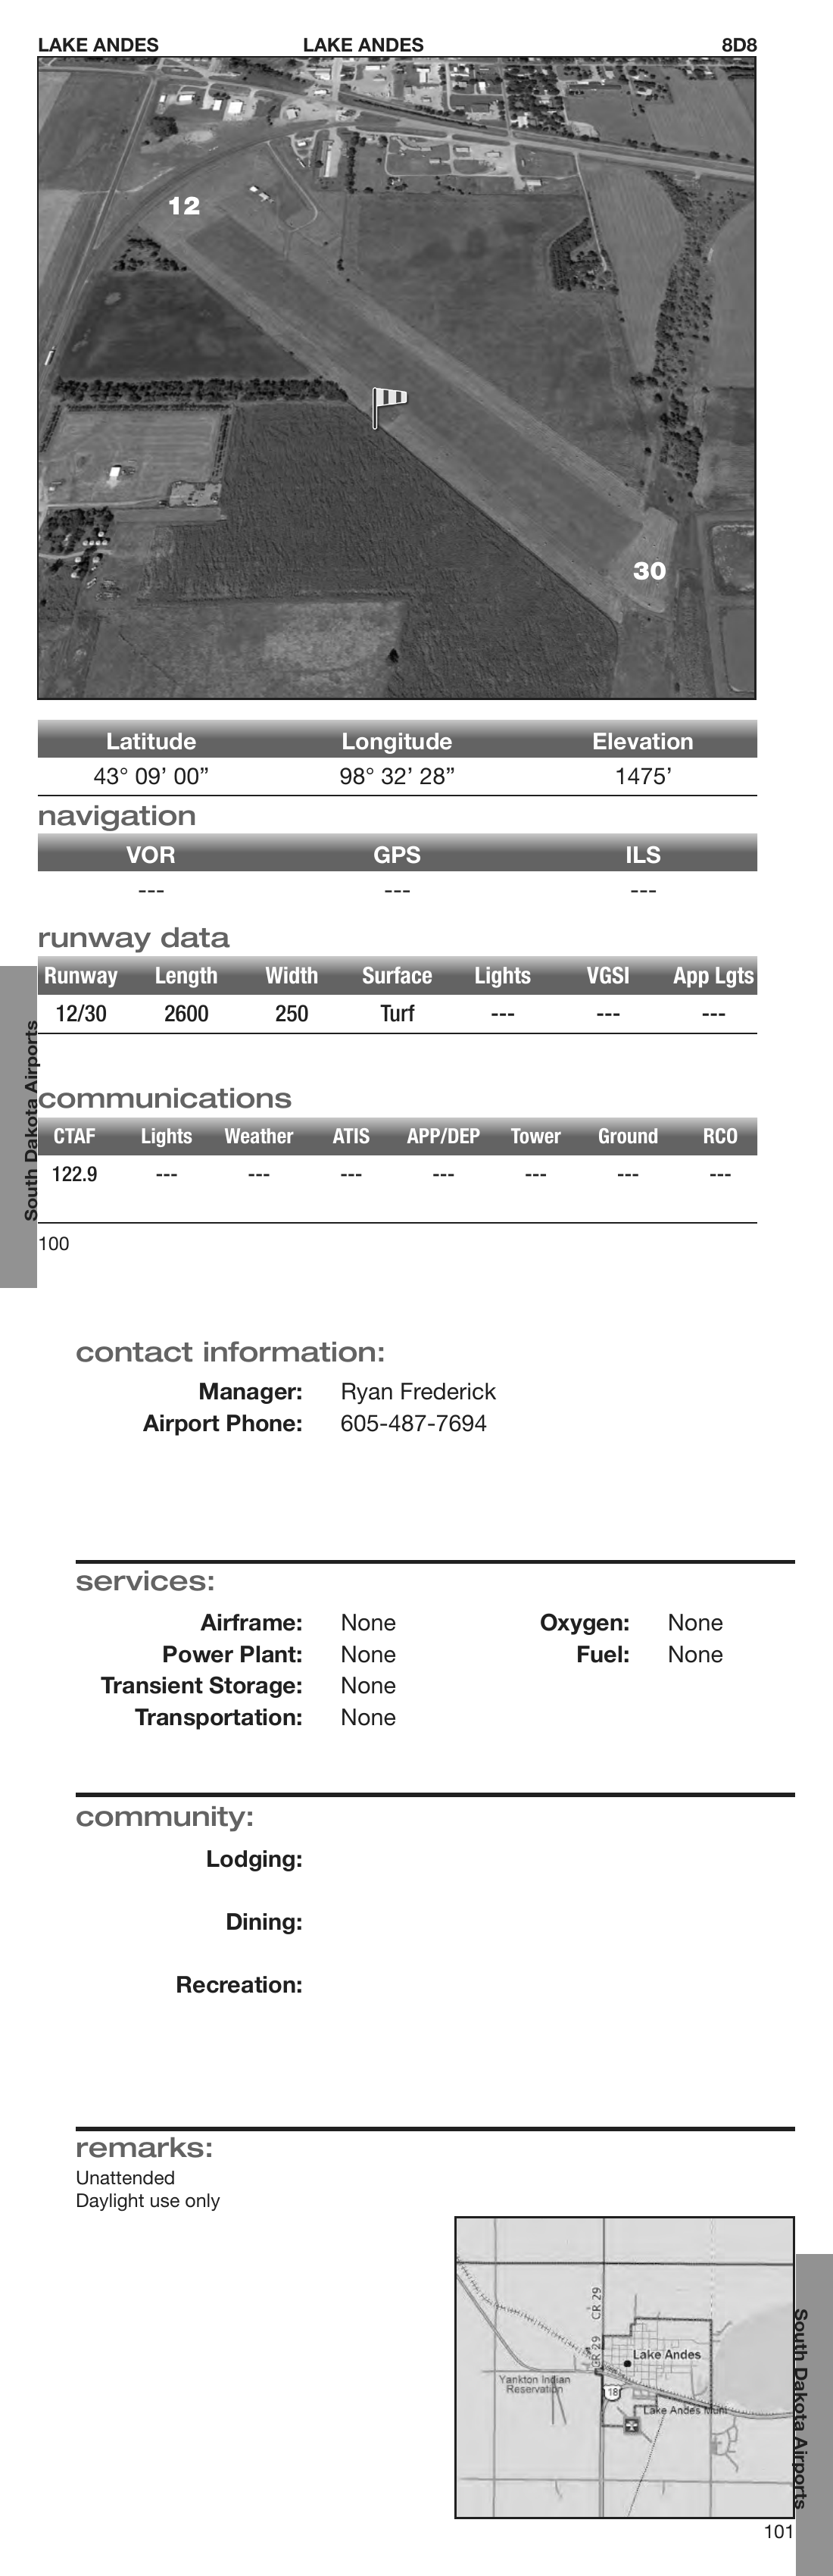 LAKE ANDES LAKE ANDES 8D8
12
30
Latitude Longitude Elevation
43° 09’ 00” 98° 32’ 28” 1475’
navigation
VOR GPS ILS
--- --- ---
runway data
Runway Length Width Surface Lights VGSI App Lgts
12/30 2600 250 Turf --- --- ---
communications
CTAF Lights Weather ATIS APP/DEP Tower Ground RCO
122.9 --- --- --- --- --- --- ---
South Dakota Airports
100
contact information:
Manager: Ryan Frederick
Airport Phone: 605-487-7694
services:
Airframe: None Oxygen: None
Power Plant: None Fuel: None
Transient Storage: None
Transportation: None
community:
Lodging:
Dining:
Recreation:
remarks:
Unattended
Daylight use only
CR 29
CR 29
Lake Andes
Yankton Indian
Reservation
18
Lake Andes Muni
South Dakota Airports
101